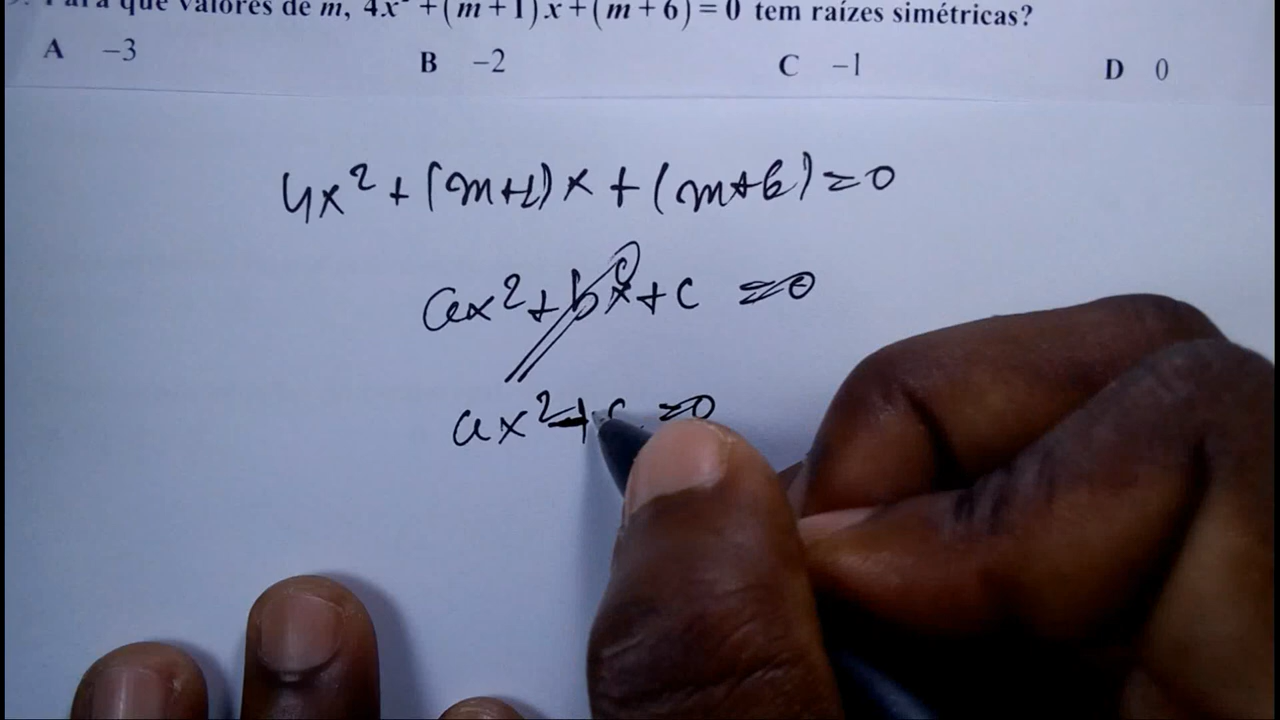 Para que valores de m, 4x² + (m+1)x + (m+6) = 0 tem raízes simétricas?
A −3 B −2 C −1 D 0
4x² + (m+1)x + (m+6) = 0
ax² + bx + c = 0
ax² + c = 0